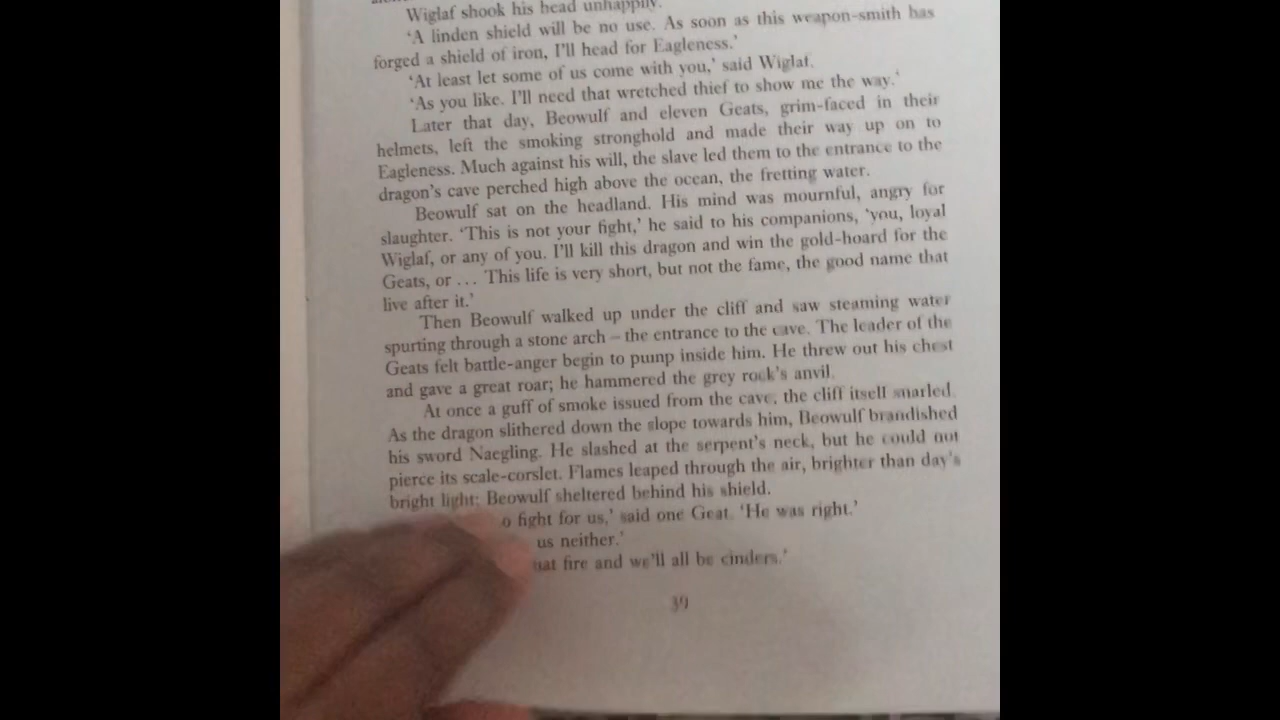 Wiglaf shook his head unhappily.
‘A linden shield will be no use. As soon as this weapon-smith has
forged a shield of iron, I’ll head for Eagleness.’
‘At least let some of us come with you,’ said Wiglaf.
‘As you like. I’ll need that wretched thief to show me the way.’
Later that day, Beowulf and eleven Geats, grim-faced in their
helmets, left the smoking stronghold and made their way up on to
Eagleness. Much against his will, the slave led them to the entrance to the
dragon’s cave perched high above the ocean, the fretting water.
Beowulf sat on the headland. His mind was mournful, angry for
slaughter. ‘This is not your fight,’ he said to his companions, ‘you, loyal
Wiglaf, or any of you. I’ll kill this dragon and win the gold-hoard for the
Geats, or ... This life is very short, but not the fame, the good name that
live after it.’
Then Beowulf walked up under the cliff and saw steaming water
spurting through a stone arch – the entrance to the cave. The leader of the
Geats felt battle-anger begin to pump inside him. He threw out his chest
and gave a great roar; he hammered the grey rock’s anvil.
At once a guff of smoke issued from the cave, the cliff itself snarled.
As the dragon slithered down the slope towards him, Beowulf brandished
his sword Naegling. He slashed at the serpent’s neck, but he could not
pierce its scale-corslet. Flames leaped through the air, brighter than day’s
bright light; Beowulf sheltered behind his shield.
fight for us,’ said one Geat. ‘He was right.’
us neither.’
fire and we’ll all be cinders.’
39